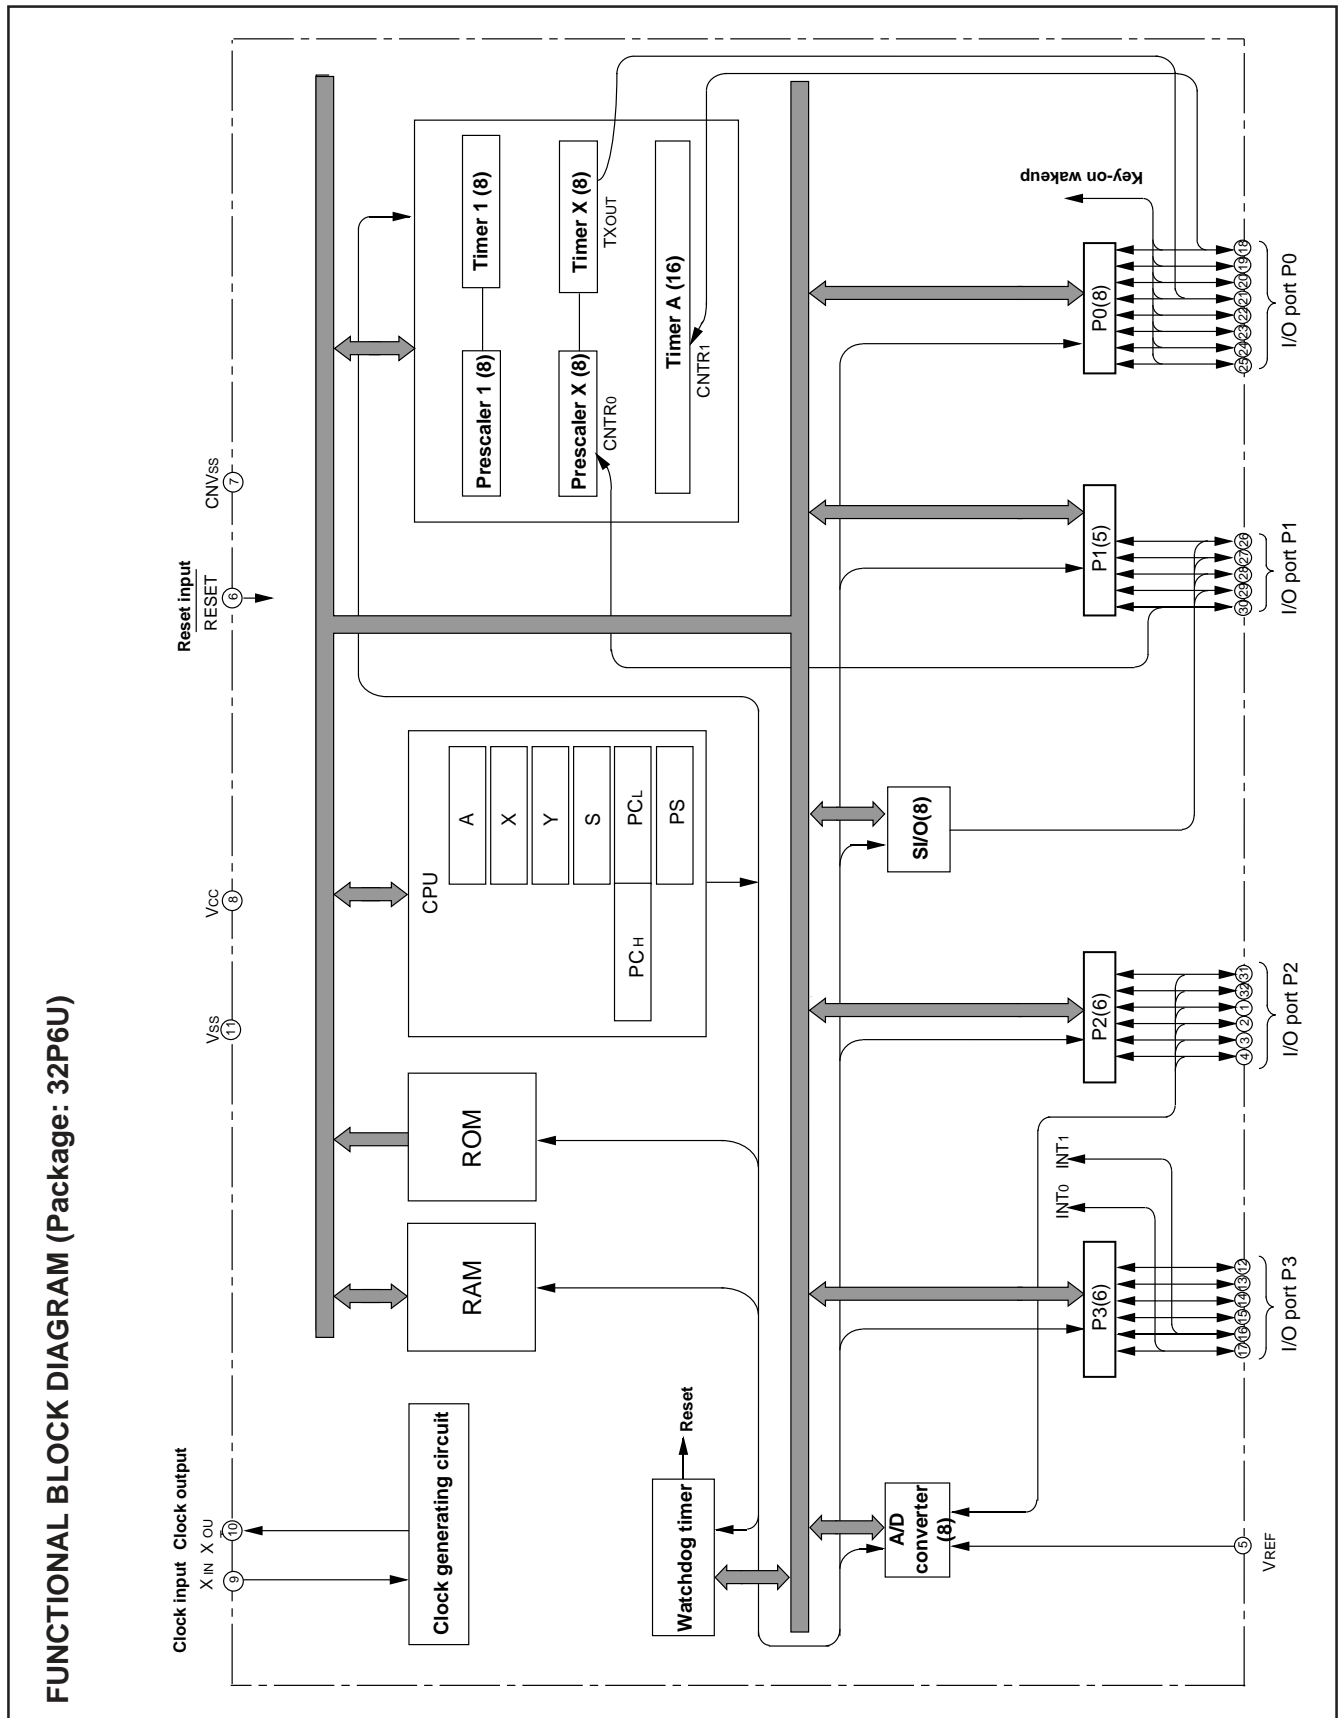 FUNCTIONAL BLOCK DIAGRAM (Package: 32P6U)
Clock input Clock output
X IN X OU
T
9
10
Vss
11
Vcc
8
Reset input
RESET
6
CNVss
7
Clock generating circuit
RAM
ROM
CPU
A
X
Y
S
PCH
PCL
PS
Prescaler 1 (8)
Timer 1 (8)
Prescaler X (8)
Timer X (8)
CNTR0
TXOUT
Timer A (16)
CNTR1
Watchdog timer
Reset
A/D
converter
(8)
SI/O(8)
INT0
INT1
Key-on wakeup
P3(6)
P2(6)
P1(5)
P0(8)
5
17
16
15
14
13
12
4
3
2
1
32
31
30
29
28
27
26
25
24
23
22
21
20
19
18
VREF
I/O port P3
I/O port P2
I/O port P1
I/O port P0